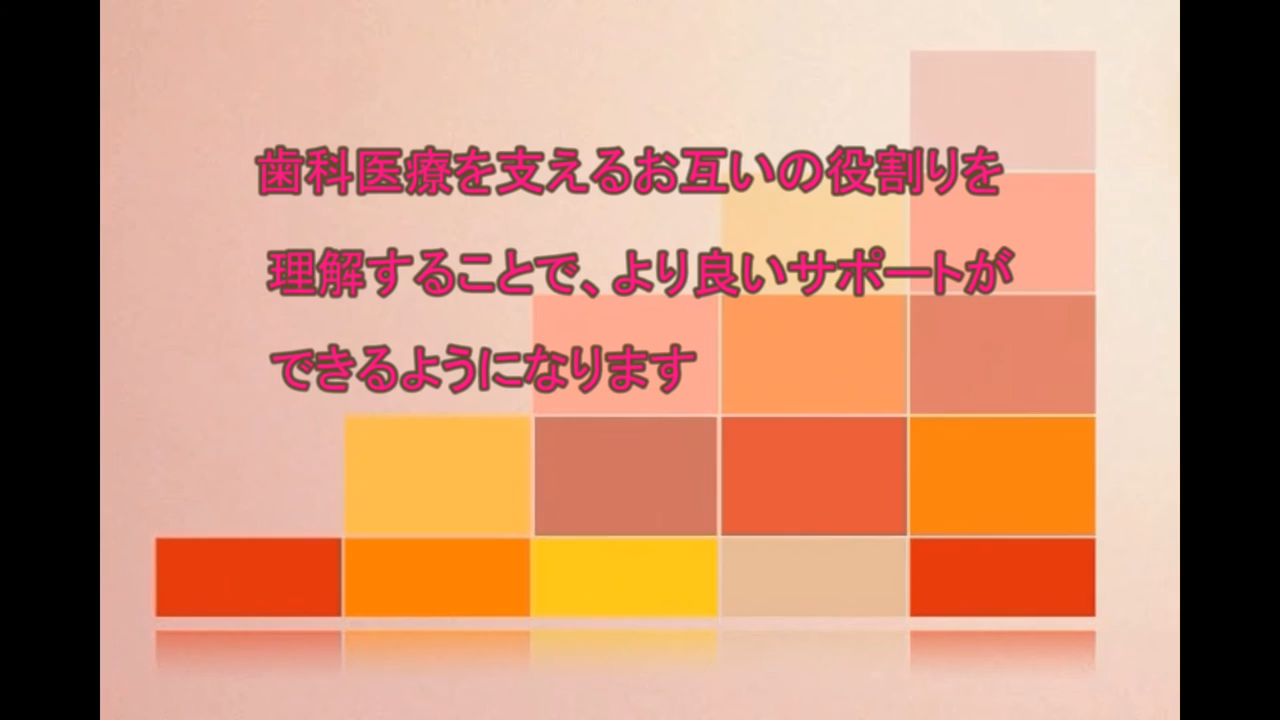 歯科医療を支えるお互いの役割りを
理解することで、より良いサポートが
できるようになります